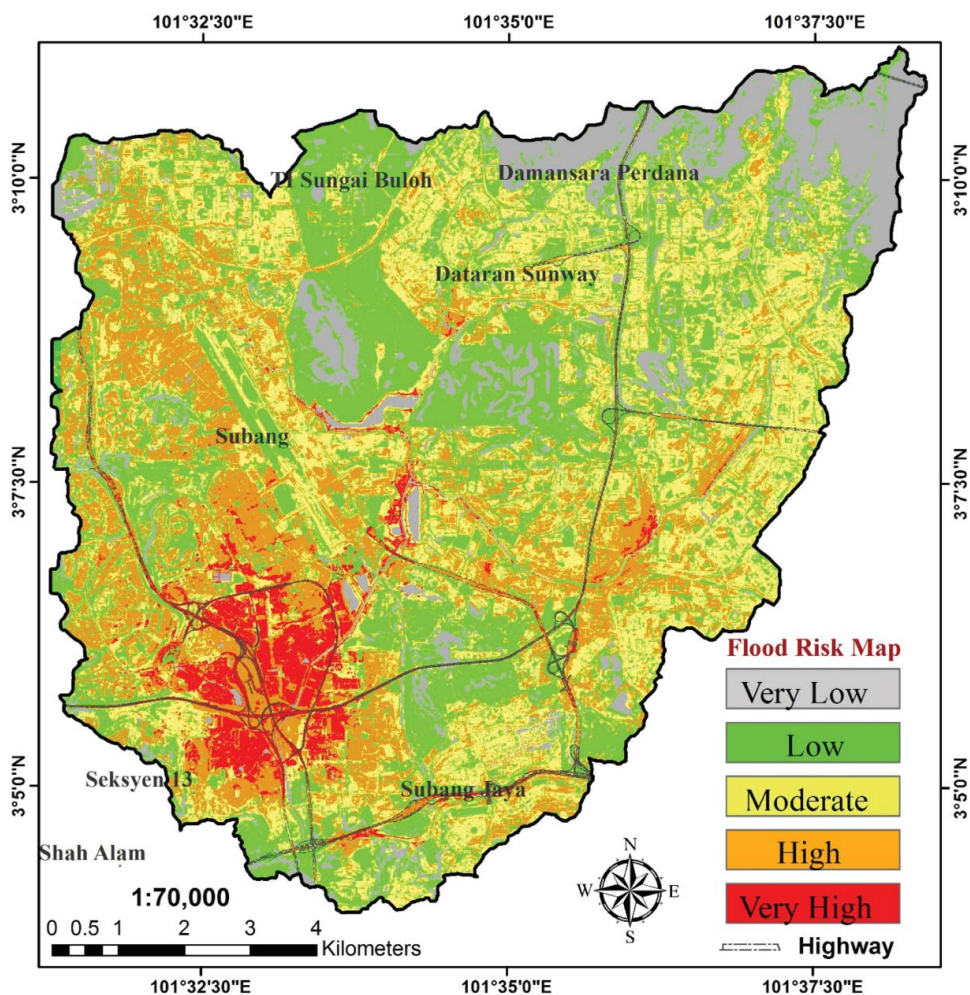 101°32'30"E 101°35'0"E 101°37'30"E
3°10'0"N
TI Sungai Buloh
Damansara Perdana
3°10'0"N
Dataran Sunway
Subang
3°7'30"N
3°7'30"N
Flood Risk Map
Very Low
Low
Moderate
High
Very High
Highway
3°5'0"N
Seksyen 13
Subang Jaya
3°5'0"N
Shah Alam
1:70,000
0 0.5 1 2 3 4
Kilometers
N
W E
S
101°32'30"E 101°35'0"E 101°37'30"E